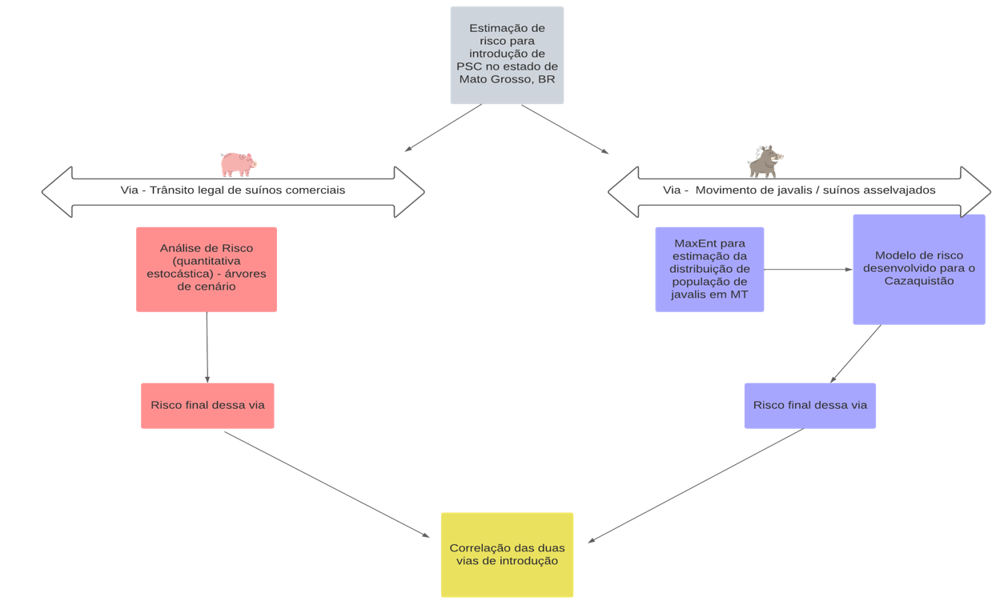 Estimação de
risco para
introdução de
PSC no estado de
Mato Grosso, BR
Via - Trânsito legal de suínos comerciais
Via -  Movimento de javalis / suínos asselvajados
Análise de Risco
(quantitativa
estocástica) - árvores
de cenário
MaxEnt para
estimação da
distribuição de
população de
javalis em MT
Modelo de risco
desenvolvido para o
Cazaquistão
Risco final dessa via
Risco final dessa via
Correlação das duas
vias de introdução